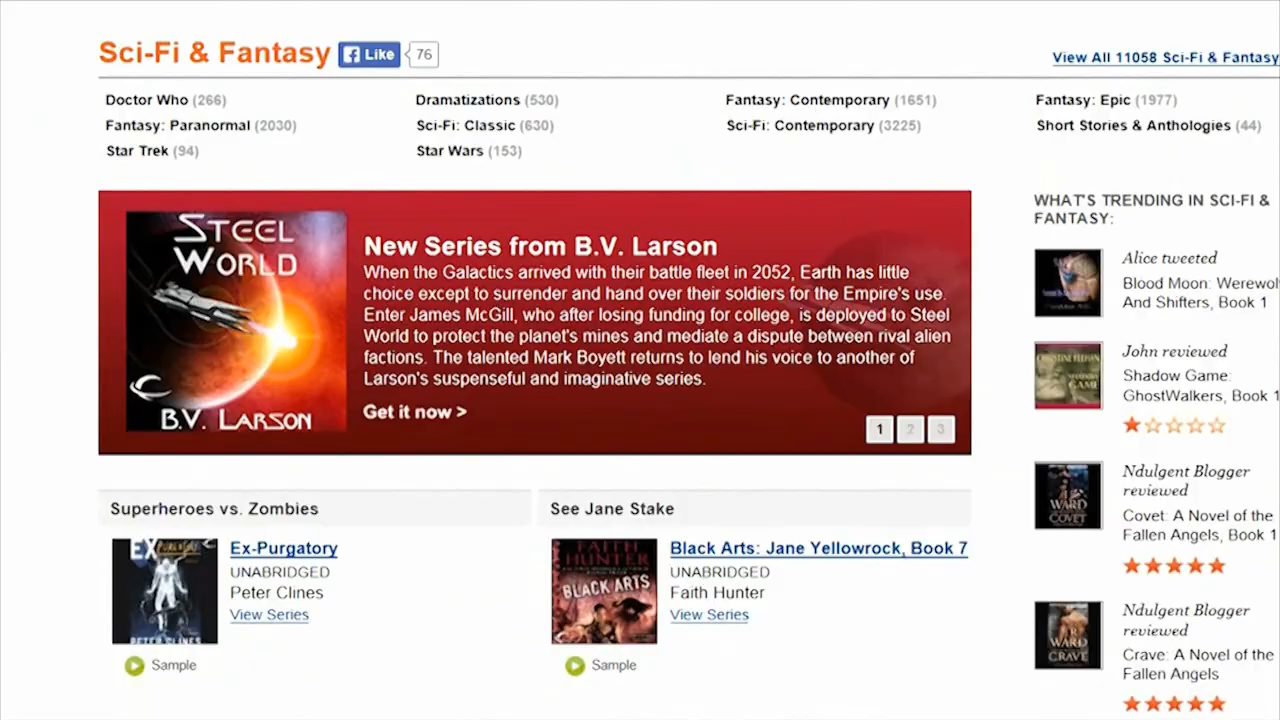 Sci-Fi & Fantasy
Like
76
View All 11058 Sci-Fi & Fantasy
Doctor Who (266)
Dramatizations (530)
Fantasy: Contemporary (1651)
Fantasy: Epic (1977)
Fantasy: Paranormal (2030)
Sci-Fi: Classic (630)
Sci-Fi: Contemporary (3225)
Short Stories & Anthologies (44)
Star Trek (94)
Star Wars (153)
STEEL
WORLD
B.V. LARSON
New Series from B.V. Larson
When the Galactics arrived with their battle fleet in 2052, Earth has little
choice except to surrender and hand over their soldiers for the Empire's use.
Enter James McGill, who after losing funding for college, is deployed to Steel
World to protect the planet's mines and mediate a dispute between rival alien
factions. The talented Mark Boyett returns to lend his voice to another of
Larson's suspenseful and imaginative series.
Get it now >
1 2 3
WHAT'S TRENDING IN SCI-FI &
FANTASY:
Alice tweeted
Blood Moon: Werewol
And Shifters, Book 1
John reviewed
Shadow Game:
GhostWalkers, Book 1
CHRISTINE FEEHAN
GAME
Ndulgent Blogger
reviewed
Covet: A Novel of the
Fallen Angels, Book 1
WARD
COVET
Ndulgent Blogger
reviewed
Crave: A Novel of the
Fallen Angels
WARD
CRAVE
Superheroes vs. Zombies
EX
PETER CLINES
Ex-Purgatory
UNABRIDGED
Peter Clines
View Series
Sample
See Jane Stake
FAITH
HUNTER
BLACK ARTS
Black Arts: Jane Yellowrock, Book 7
UNABRIDGED
Faith Hunter
View Series
Sample